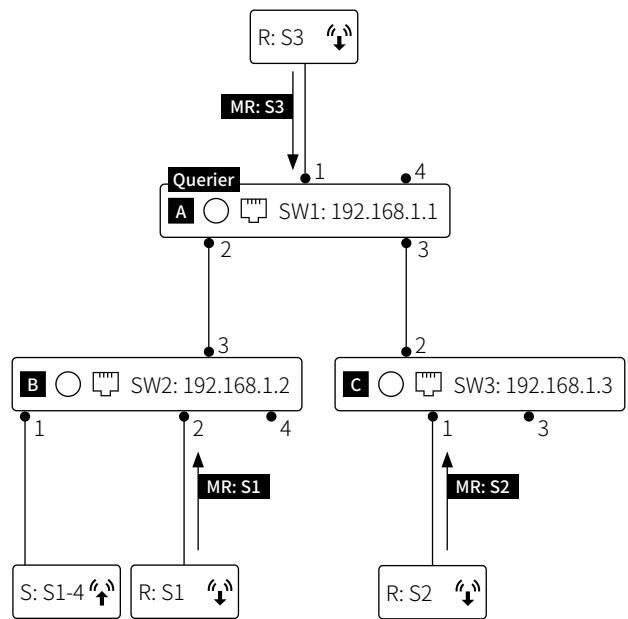 R: S3
MR: S3
1
4
Querier
A SW1: 192.168.1.1
2
3
3
2
B SW2: 192.168.1.2
C SW3: 192.168.1.3
1
2
4
1
3
MR: S1
MR: S2
S: S1-4
R: S1
R: S2